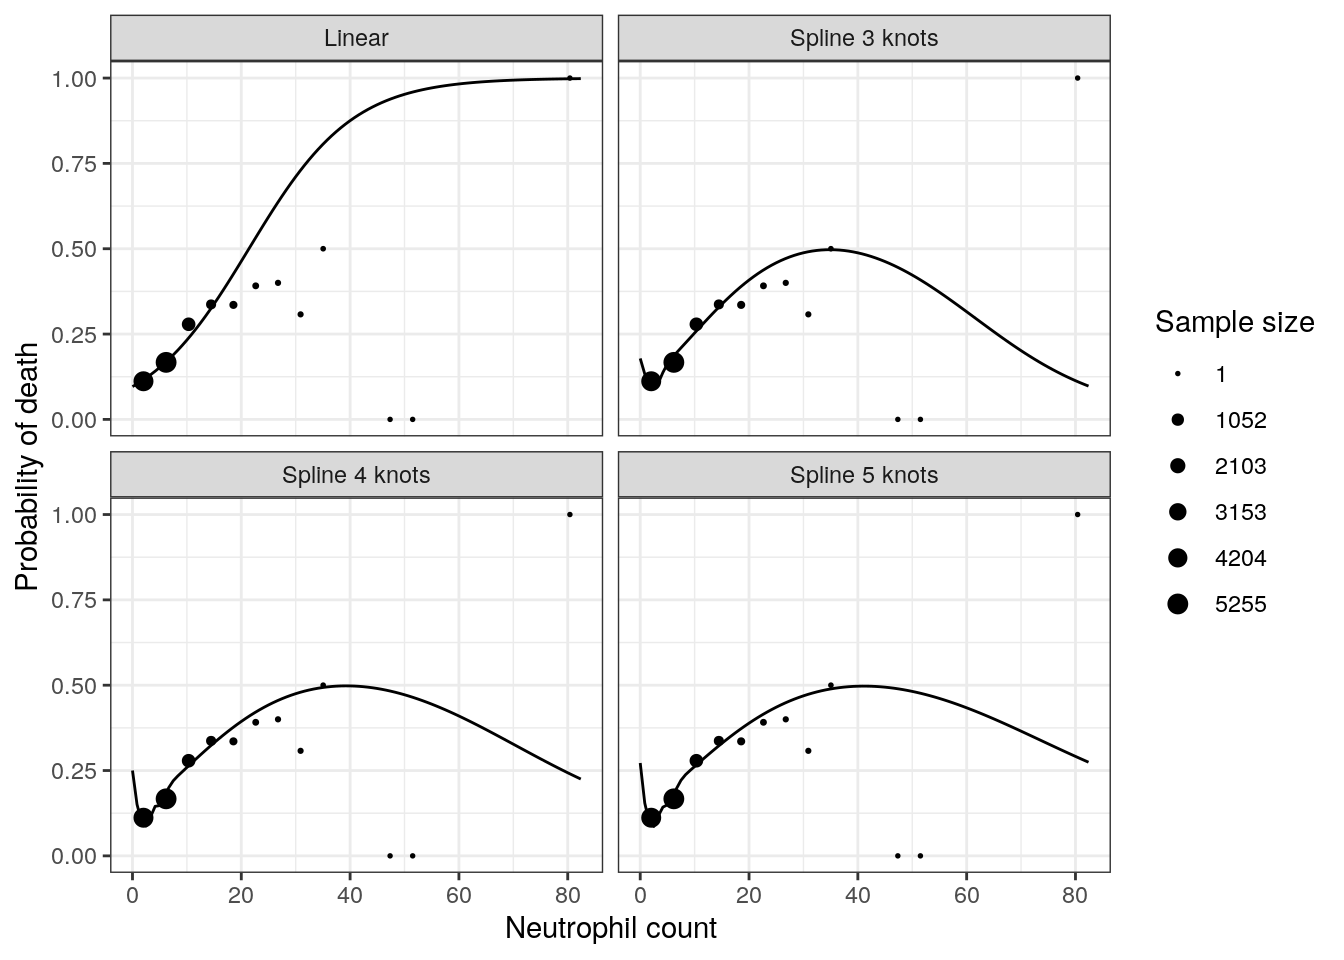 Linear
Spline 3 knots
1.00
0.75
0.50
0.25
0.00
Spline 4 knots
Spline 5 knots
1.00
0.75
0.50
0.25
0.00
0 20 40 60 80
0 20 40 60 80
Neutrophil count
Probability of death
Sample size
1
1052
2103
3153
4204
5255